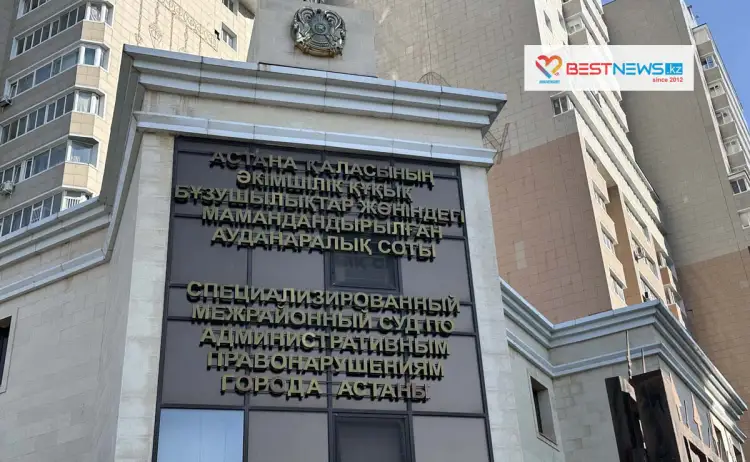 BESTNEWS.kz
since 2012
АСТАНА ҚАЛАСЫНЫҢ
ӘКІМШІЛІК ҚҰҚЫҚ
БҰЗУШЫЛЫҚТАР ЖӨНІНДЕГІ
МАМАНДАНДЫРЫЛҒАН
АУДАНАРАЛЫҚ СОТЫ
СПЕЦИАЛИЗИРОВАННЫЙ
МЕЖРАЙОННЫЙ СУД ПО
АДМИНИСТРАТИВНЫМ
ПРАВОНАРУШЕНИЯМ
ГОРОДА АСТАНЫ